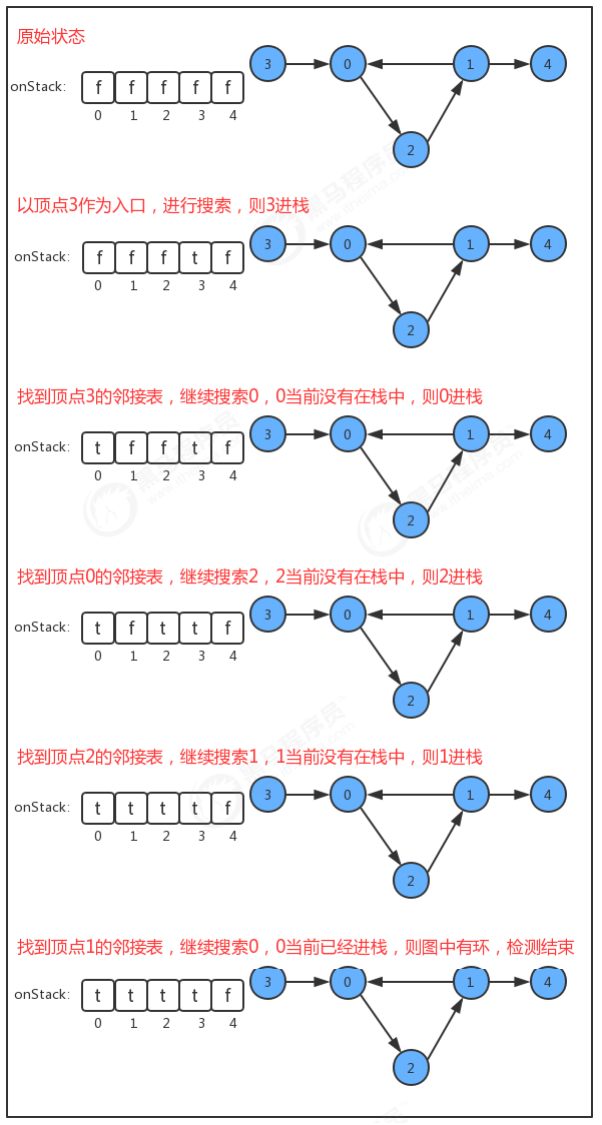 原始状态
3 0 1 4
onStack: f f f f f
0 1 2 3 4
2
以顶点3作为入口，进行搜索，则3进栈
3 0 1 4
onStack: f f f t f
0 1 2 3 4
2
找到顶点3的邻接表，继续搜索0，0当前没有在栈中，则0进栈
3 0 1 4
onStack: t f f t f
0 1 2 3 4
2
找到顶点0的邻接表，继续搜索2，2当前没有在栈中，则2进栈
3 0 1 4
onStack: t f t t f
0 1 2 3 4
2
找到顶点2的邻接表，继续搜索1，1当前没有在栈中，则1进栈
3 0 1 4
onStack: t t t t f
0 1 2 3 4
2
找到顶点1的邻接表，继续搜索0，0当前已经进栈，则图中有环，检测结束
3 0 1 4
onStack: t t t t f
0 1 2 3 4
2